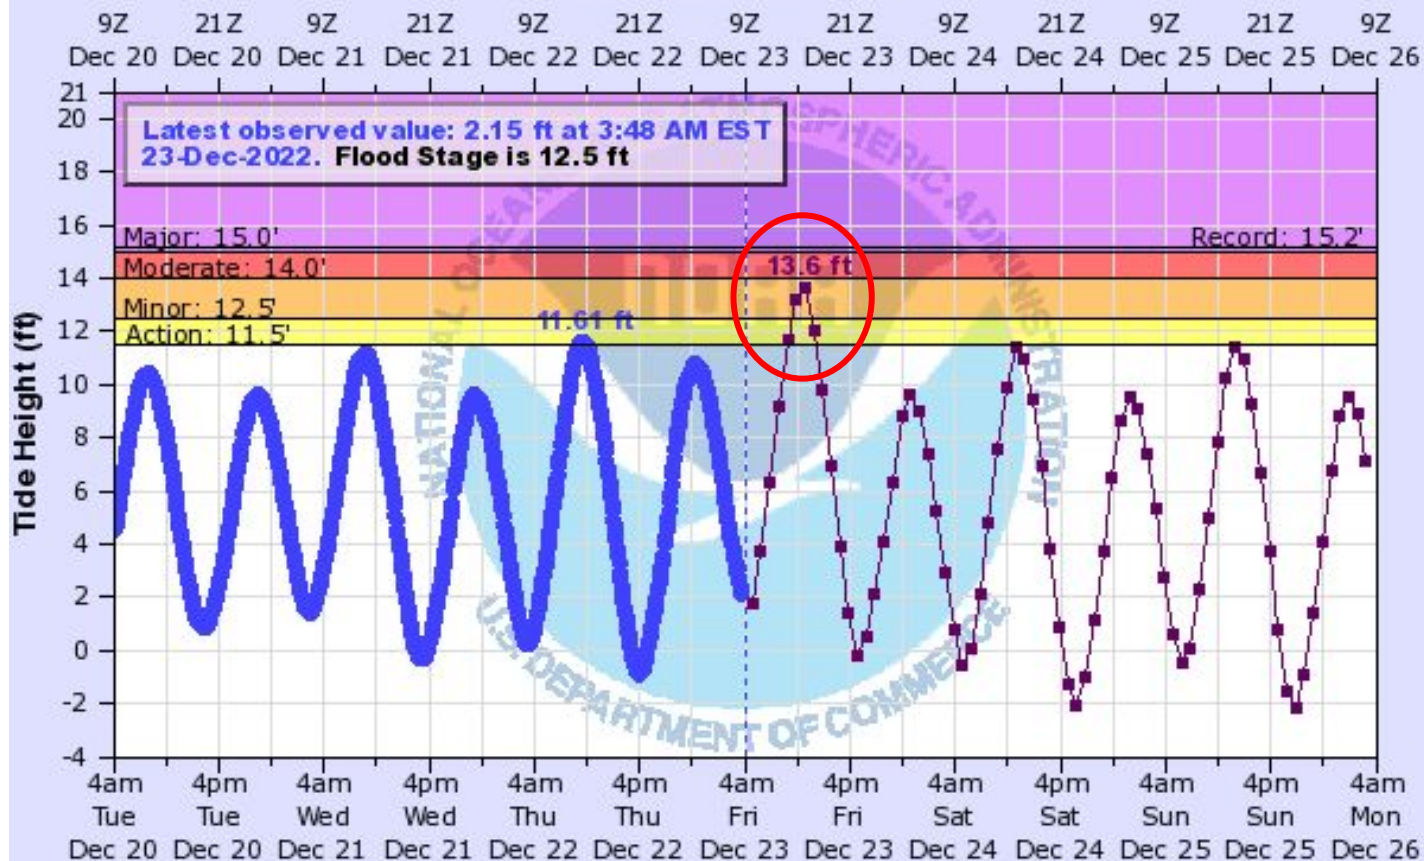 9Z 21Z 9Z 21Z 9Z 21Z 9Z 21Z 9Z 21Z 9Z 21Z 9Z
Dec 20 Dec 20 Dec 21 Dec 21 Dec 22 Dec 22 Dec 23 Dec 23 Dec 24 Dec 24 Dec 25 Dec 25 Dec 26
21
20
Latest observed value: 2.15 ft at 3:48 AM EST
23-Dec-2022. Flood Stage is 12.5 ft
18
16
Major: 15.0' Record: 15.2'
Moderate: 14.0' 13.6 ft
14
Minor: 12.5'
12
11.61 ft
Action: 11.5'
10
8
6
4
2
0
-2
-4
Tide Height (ft)
NATIONAL OCEAN OSPHERIC ADMINISTRATION
U.S. DEPARTMENT OF COMMERCE
4am 4pm 4am 4pm 4am 4pm 4am 4pm 4am 4pm 4am 4pm 4am
Tue Tue Wed Wed Thu Thu Fri Fri Sat Sat Sun Sun Mon
Dec 20 Dec 20 Dec 21 Dec 21 Dec 22 Dec 22 Dec 23 Dec 23 Dec 24 Dec 24 Dec 25 Dec 25 Dec 26